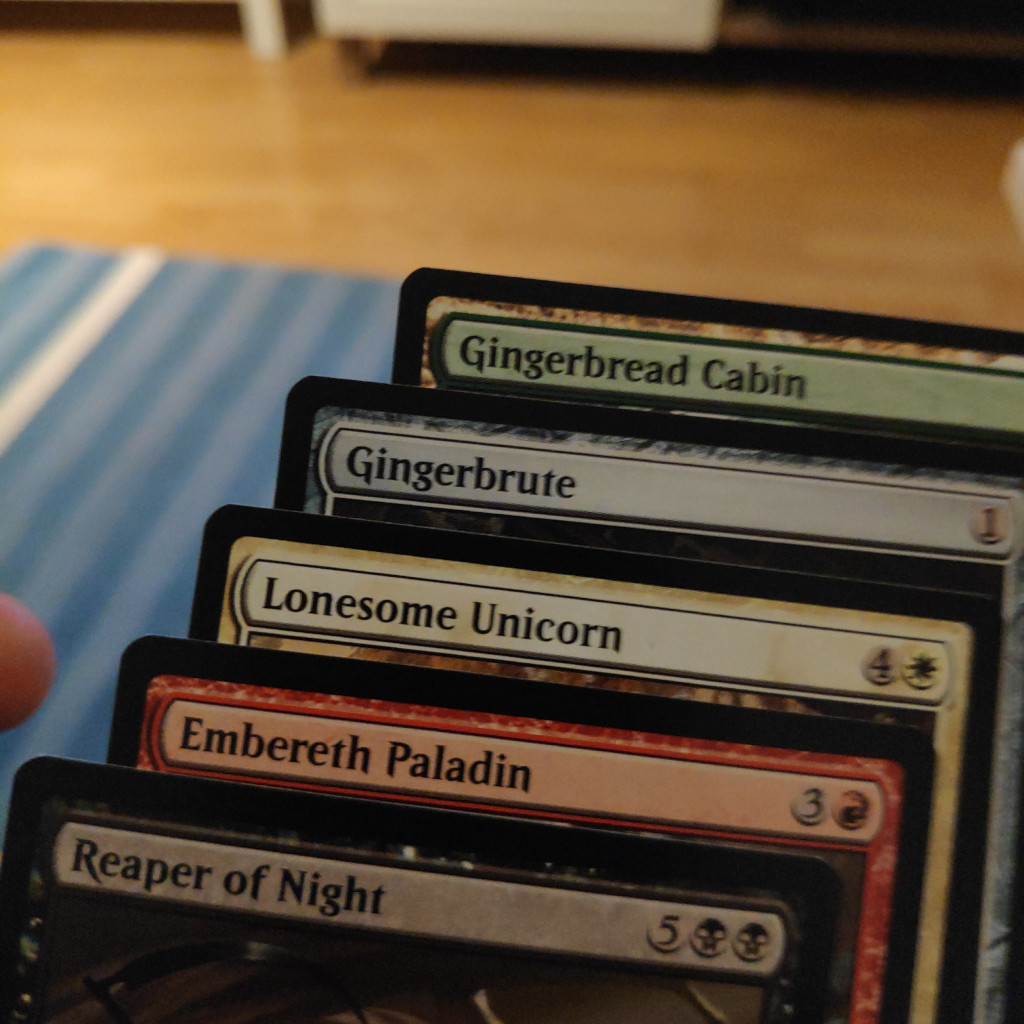 Gingerbread Cabin
Gingerbrute 1
Lonesome Unicorn 4
Embereth Paladin 3
Reaper of Night 5